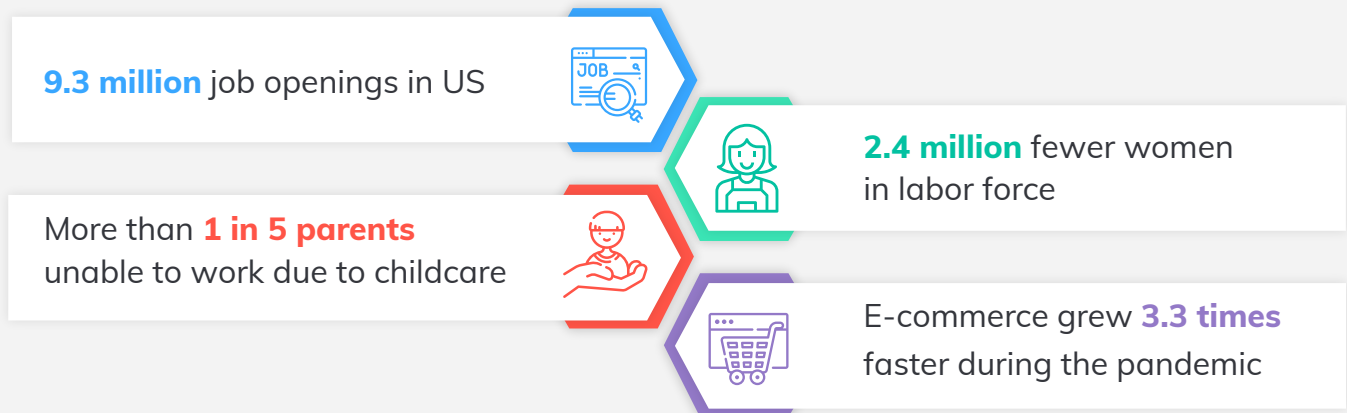 9.3 million job openings in US
JOB
2.4 million fewer women
in labor force
More than 1 in 5 parents
unable to work due to childcare
E-commerce grew 3.3 times
faster during the pandemic